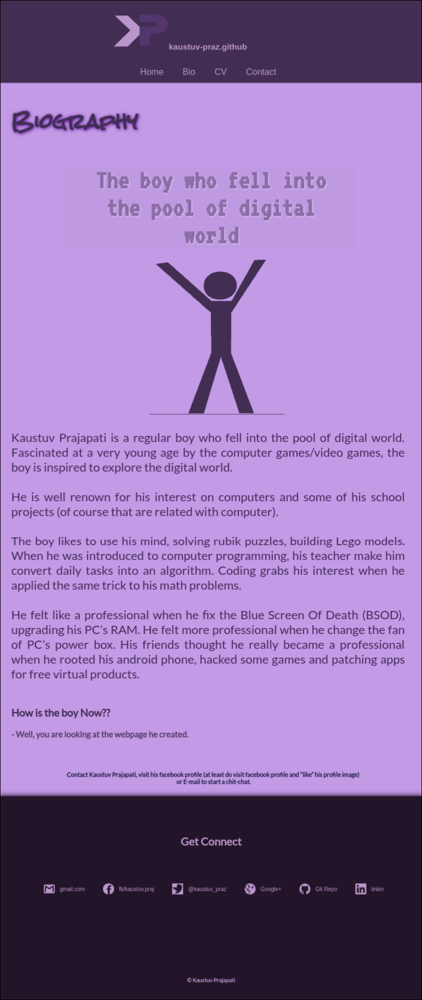 KP
kaustuv-praz.github
Home Bio CV Contact
Biography
The boy who fell into
the pool of digital
world
Kaustuv Prajapati is a regular boy who fell into the pool of digital world.
Fascinated at a very young age by the computer games/video games, the
boy is inspired to explore the digital world.
He is well renown for his interest on computers and some of his school
projects (of course that are related with computer).
The boy likes to use his mind, solving rubik puzzles, building Lego models.
When he was introduced to computer programming, his teacher make him
convert daily tasks into an algorithm. Coding grabs his interest when he
applied the same trick to his math problems.
He felt like a professional when he fix the Blue Screen Of Death (BSOD),
upgrading his PC’s RAM. He felt more professional when he change the fan
of PC’s power box. His friends thought he really became a professional
when he rooted his android phone, hacked some games and patching apps
for free virtual products.
How is the boy Now??
- Well, you are looking at the webpage he created.
Contact Kaustuv Prajapati, visit his facebook profile (at least do visit facebook profile and “like” his profile image)
or E-mail to start a chit-chat.
Get Connect
gmail.com fb/kaustuv.praj @kaustuv_praz Google+ Git Repo linkin
© Kaustuv Prajapati